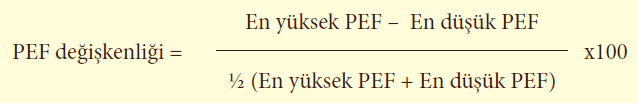 En yüksek PEF – En düşük PEF
PEF değişkenliği = x100
½ (En yüksek PEF + En düşük PEF)